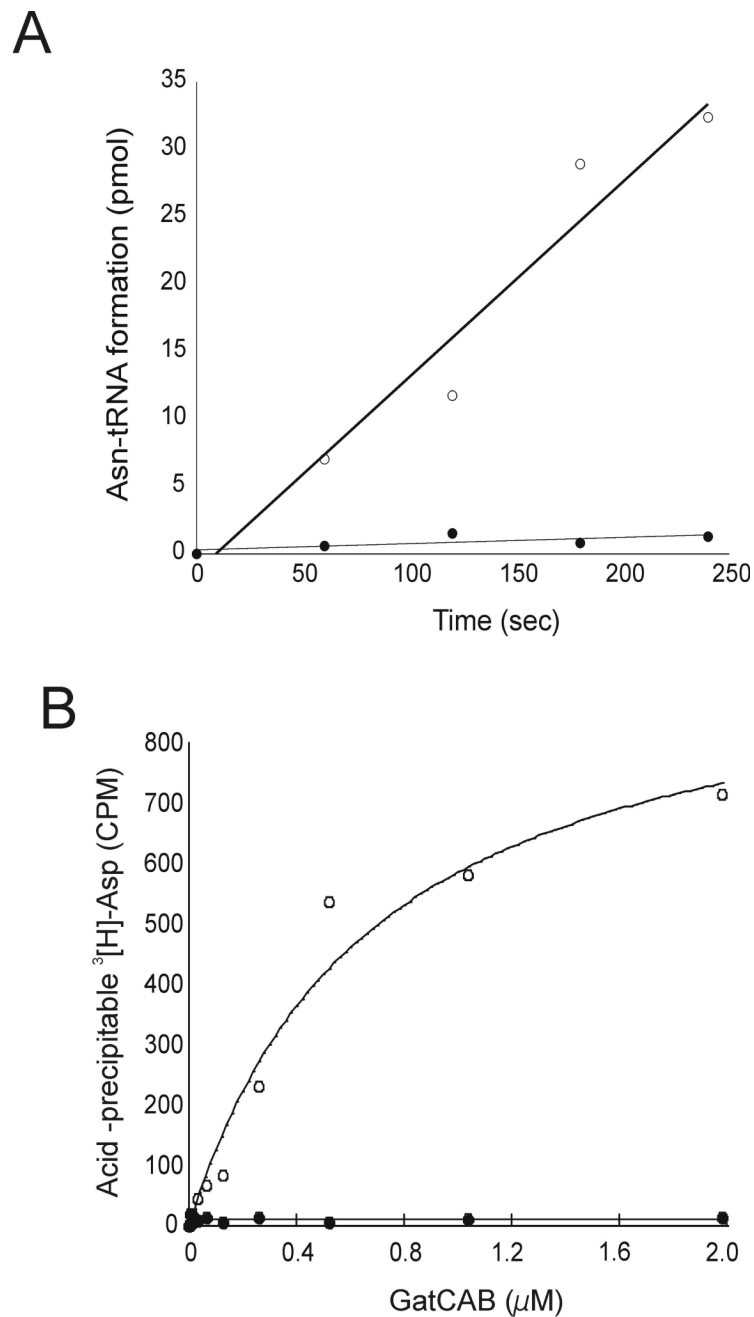 A
Asn-tRNA formation (pmol)
35
30
25
20
15
10
5
0
0 50 100 150 200 250
Time (sec)
B
Acid -precipitable ³[H]-Asp (CPM)
800
700
600
500
400
300
200
100
0
0 0.4 0.8 1.2 1.6 2.0
GatCAB (µM)